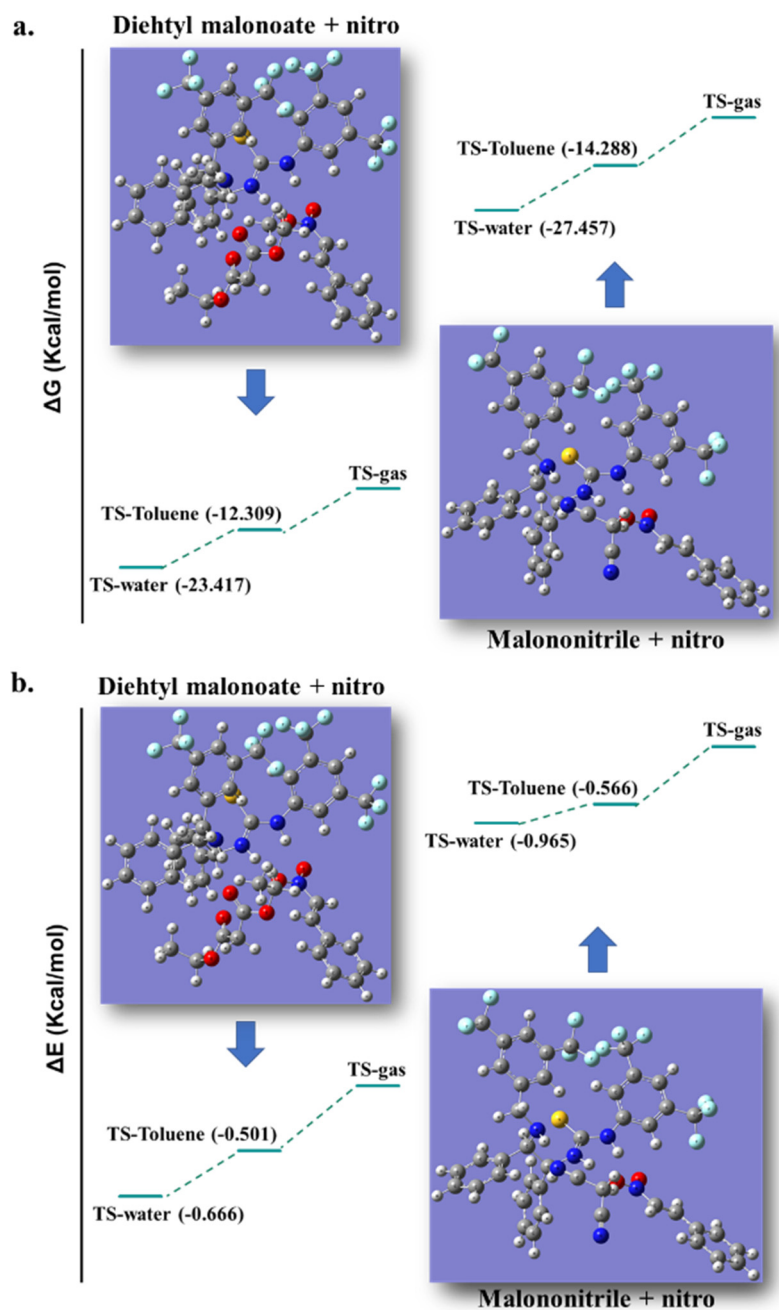 a.
Diehtyl malonoate + nitro
ΔG (Kcal/mol)
TS-gas
TS-Toluene (-14.288)
TS-water (-27.457)
TS-gas
TS-Toluene (-12.309)
TS-water (-23.417)
Malononitrile + nitro
b.
Diehtyl malonoate + nitro
ΔE (Kcal/mol)
TS-gas
TS-Toluene (-0.566)
TS-water (-0.965)
TS-gas
TS-Toluene (-0.501)
TS-water (-0.666)
Malononitrile + nitro